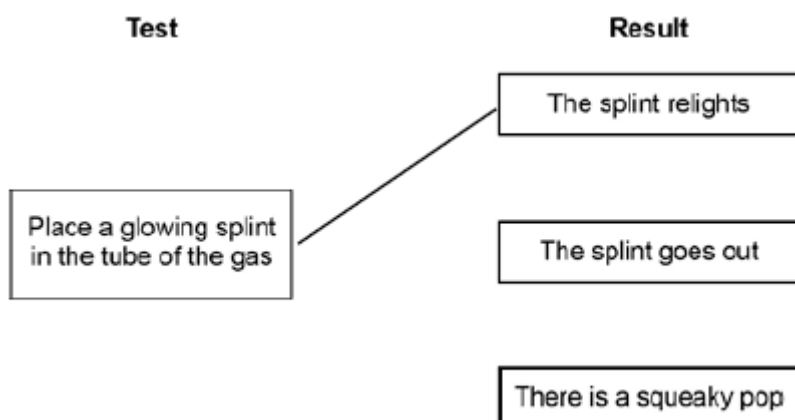 Test
Result
The splint relights
Place a glowing splint
in the tube of the gas
The splint goes out
There is a squeaky pop